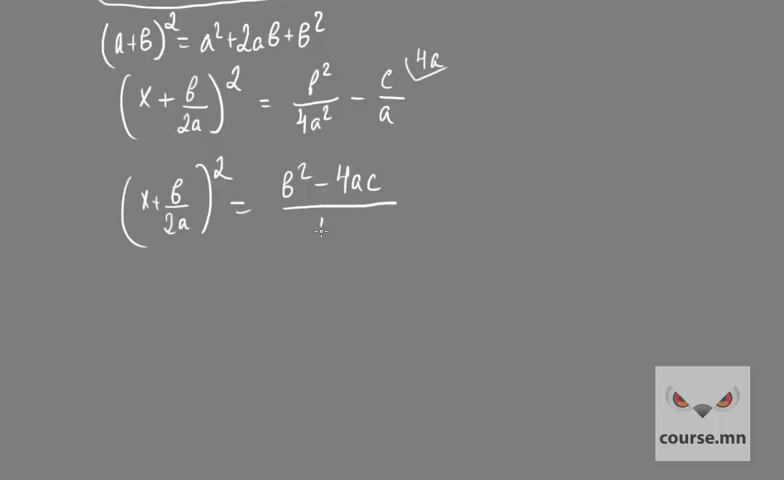 (a+b)² = a²+2ab+b²
(x + b/2a)² = b²/4a² − c/a 4a
(x + b/2a)² = b² − 4ac
course.mn